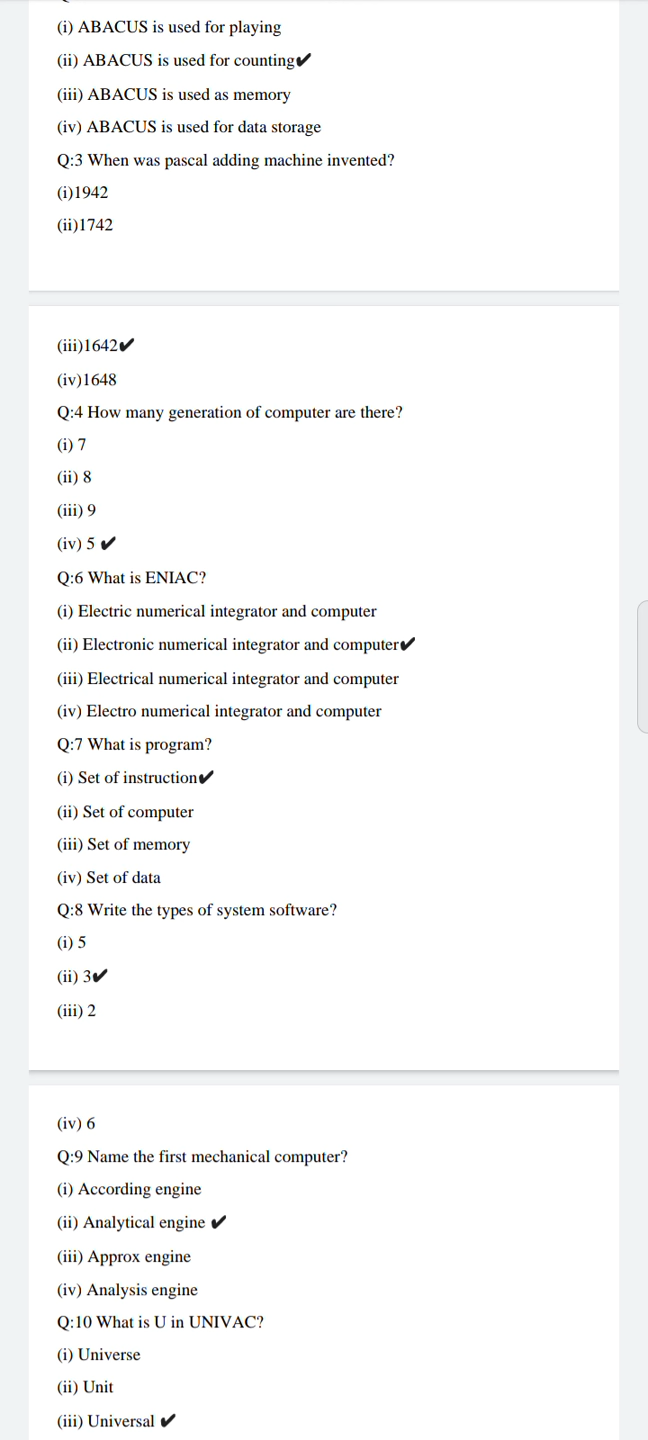 (i) ABACUS is used for playing
(ii) ABACUS is used for counting✔
(iii) ABACUS is used as memory
(iv) ABACUS is used for data storage
Q:3 When was pascal adding machine invented?
(i)1942
(ii)1742
(iii)1642✔
(iv)1648
Q:4 How many generation of computer are there?
(i) 7
(ii) 8
(iii) 9
(iv) 5 ✔
Q:6 What is ENIAC?
(i) Electric numerical integrator and computer
(ii) Electronic numerical integrator and computer✔
(iii) Electrical numerical integrator and computer
(iv) Electro numerical integrator and computer
Q:7 What is program?
(i) Set of instruction✔
(ii) Set of computer
(iii) Set of memory
(iv) Set of data
Q:8 Write the types of system software?
(i) 5
(ii) 3✔
(iii) 2
(iv) 6
Q:9 Name the first mechanical computer?
(i) According engine
(ii) Analytical engine ✔
(iii) Approx engine
(iv) Analysis engine
Q:10 What is U in UNIVAC?
(i) Universe
(ii) Unit
(iii) Universal ✔